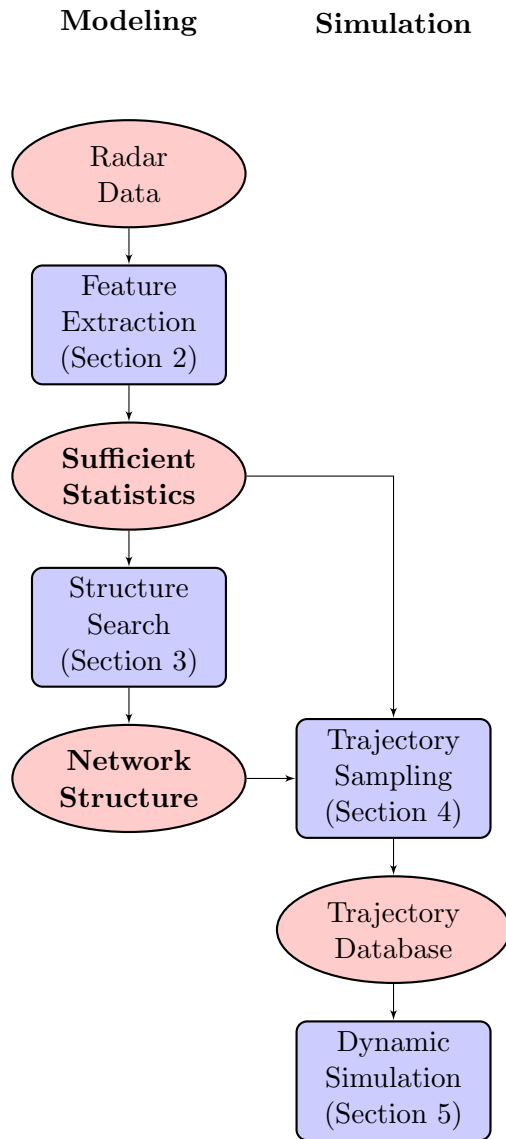 Modeling
Simulation
Radar
Data
Feature
Extraction
(Section 2)
Sufficient
Statistics
Structure
Search
(Section 3)
Network
Structure
Trajectory
Sampling
(Section 4)
Trajectory
Database
Dynamic
Simulation
(Section 5)